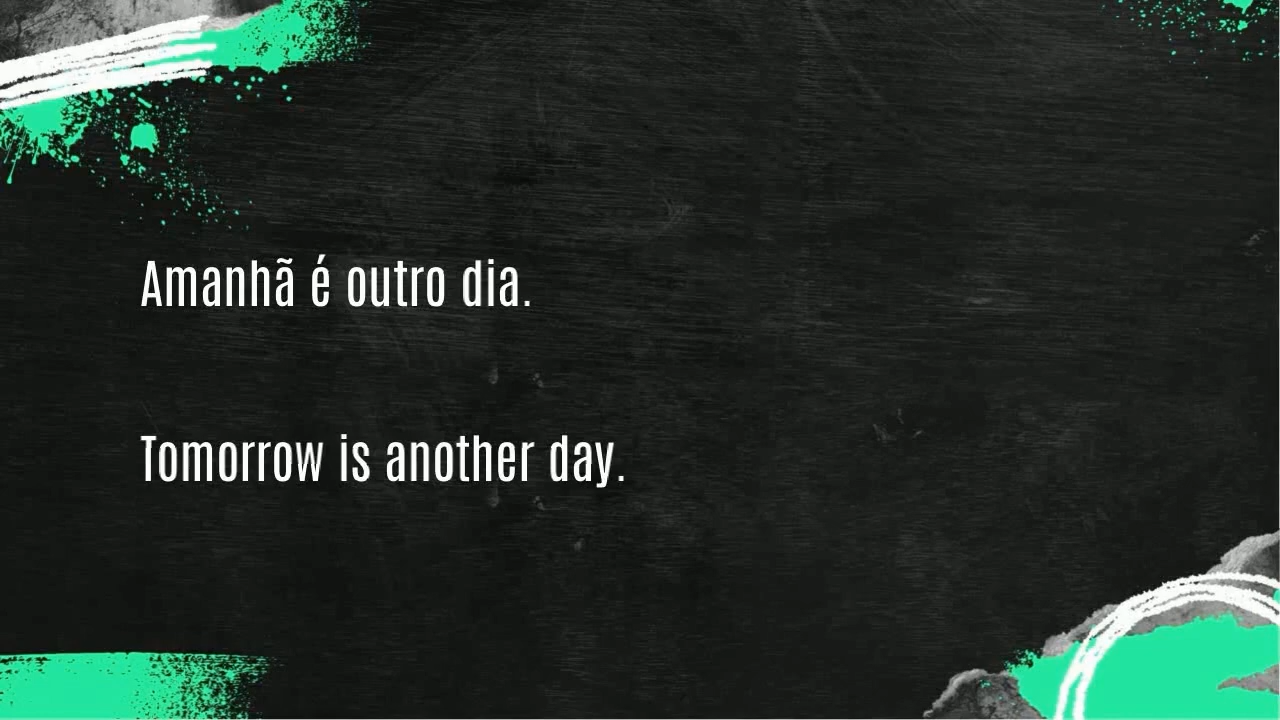 Amanhã é outro dia.
Tomorrow is another day.